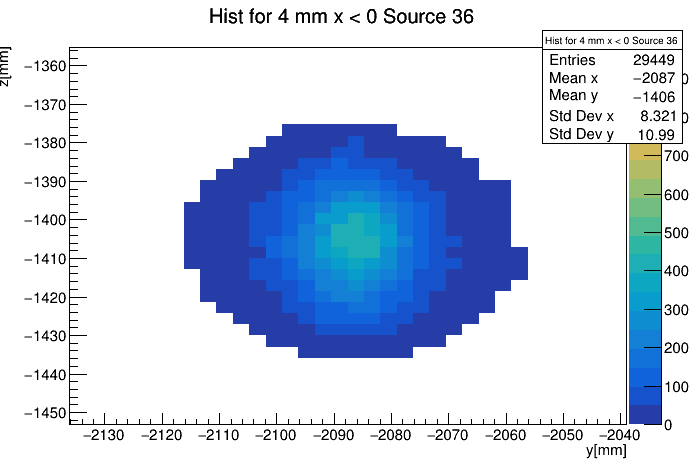 Hist for 4 mm x < 0 Source 36
Hist for 4 mm x < 0 Source 36
Entries 29449
Mean x −2087
Mean y −1406
Std Dev x 8.321
Std Dev y 10.99
z[mm]
−1360
−1370
−1380
−1390
−1400
−1410
−1420
−1430
−1440
−1450
700
600
500
400
300
200
100
0
−2130 −2120 −2110 −2100 −2090 −2080 −2070 −2060 −2050 −2040
y[mm]